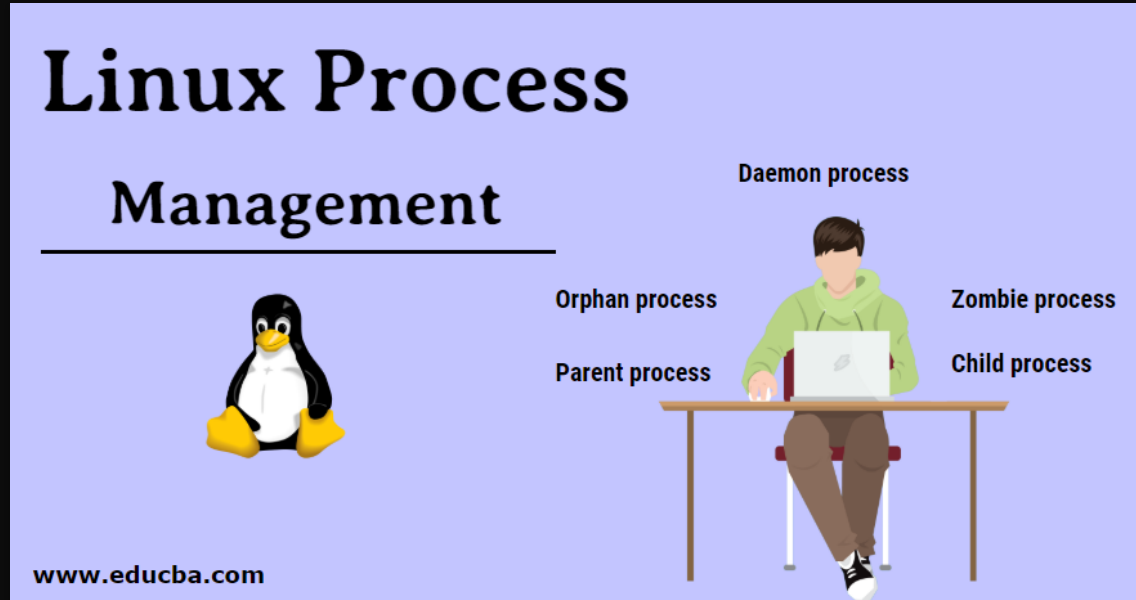 Linux Process
Management
Daemon process
Orphan process
Zombie process
Parent process
Child process
www.educba.com